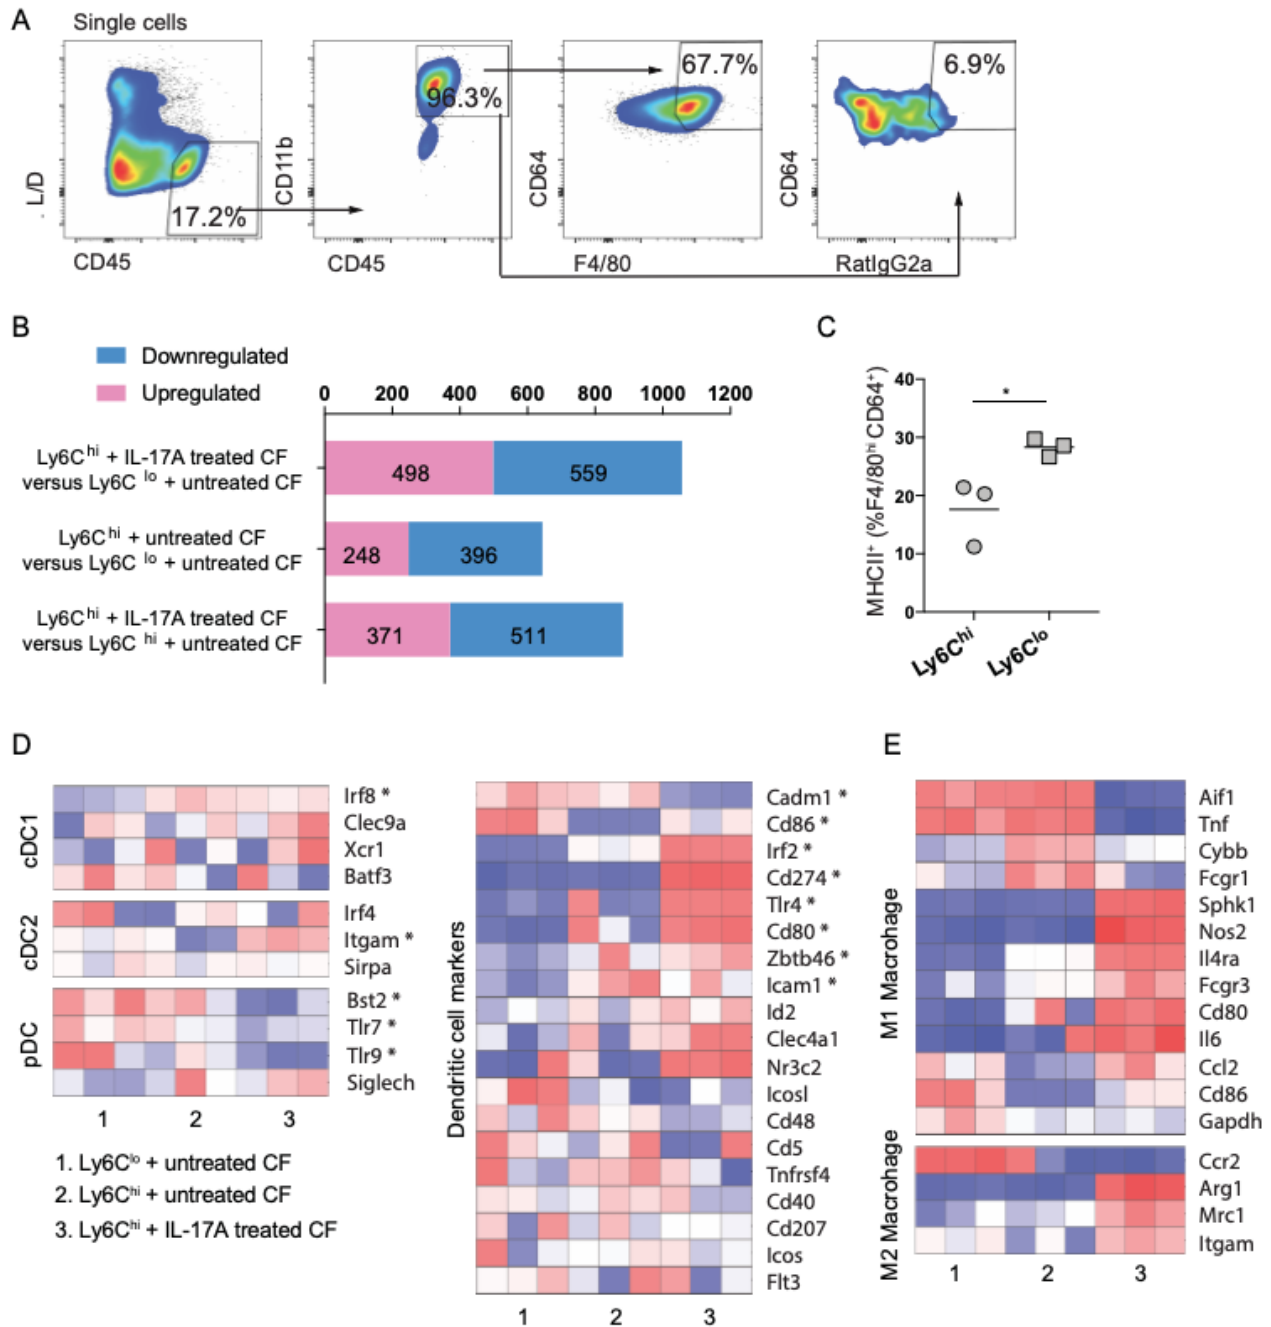 A
Single cells
L/D
17.2%
CD45
CD11b
96.3%
CD45
CD64
67.7%
F4/80
CD64
6.9%
RatIgG2a
B
Downregulated
Upregulated
0 200 400 600 800 1000 1200
Ly6Chi + IL-17A treated CF
versus Ly6C lo + untreated CF
498 559
Ly6Chi + untreated CF
versus Ly6C lo + untreated CF
248 396
Ly6Chi + IL-17A treated CF
versus Ly6C hi + untreated CF
371 511
C
MHCII+ (%F4/80hi CD64+)
40
30
20
10
0
*
Ly6Chi
Ly6Clo
D
cDC1
Irf8 *
Clec9a
Xcr1
Batf3
cDC2
Irf4
Itgam *
Sirpa
pDC
Bst2 *
Tlr7 *
Tlr9 *
Siglech
1 2 3
1. Ly6Clo + untreated CF
2. Ly6Chi + untreated CF
3. Ly6Chi + IL-17A treated CF
Dendritic cell markers
Cadm1 *
Cd86 *
Irf2 *
Cd274 *
Tlr4 *
Cd80 *
Zbtb46 *
Icam1 *
Id2
Clec4a1
Nr3c2
Icosl
Cd48
Cd5
Tnfrsf4
Cd40
Cd207
Icos
Flt3
1 2 3
E
M1 Macrophage
Aif1
Tnf
Cybb
Fcgr1
Sphk1
Nos2
Il4ra
Fcgr3
Cd80
Il6
Ccl2
Cd86
Gapdh
M2 Macrophage
Ccr2
Arg1
Mrc1
Itgam
1 2 3